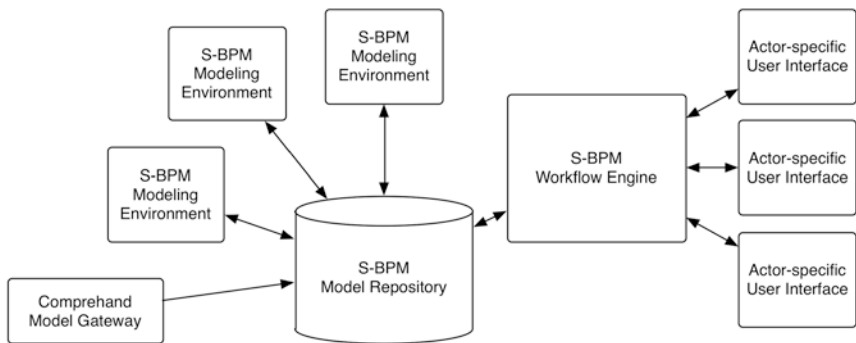 S-BPM
Modeling
Environment
S-BPM
Modeling
Environment
S-BPM
Modeling
Environment
Comprehand
Model Gateway
S-BPM
Model Repository
S-BPM
Workflow Engine
Actor-specific
User Interface
Actor-specific
User Interface
Actor-specific
User Interface